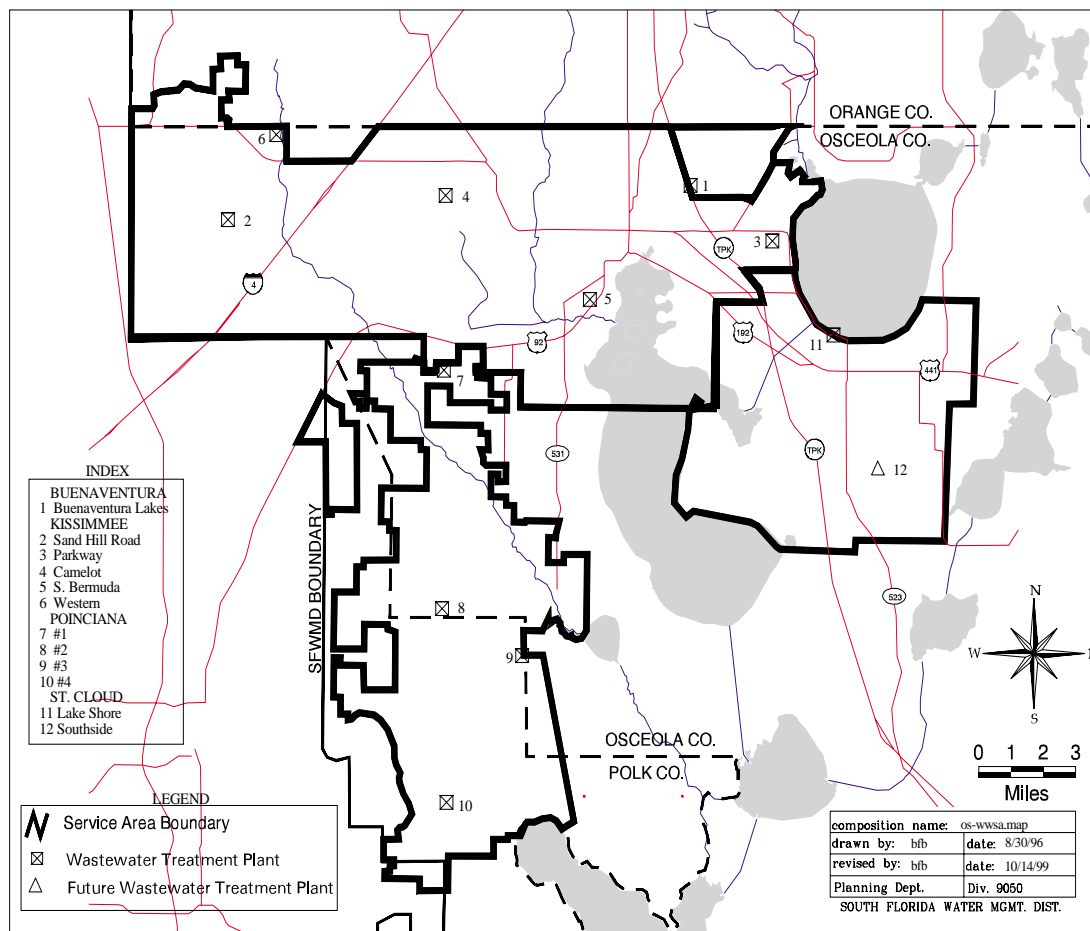 ORANGE CO.
OSCEOLA CO.
6
1
4
2
3
TPK
4
5
192
92
11
441
7
531
TPK
12
INDEX
BUENAVENTURA
1 Buenaventura Lakes
KISSIMMEE
2 Sand Hill Road
3 Parkway
4 Camelot
5 S. Bermuda
6 Western
POINCIANA
7 #1
8 #2
9 #3
10 #4
ST. CLOUD
11 Lake Shore
12 Southside
SFWMD BOUNDARY
523
8
9
N
W
S
OSCEOLA CO.
POLK CO.
0 1 2 3
Miles
10
LEGEND
Service Area Boundary
Wastewater Treatment Plant
Future Wastewater Treatment Plant
composition name: os-wwsa.map
drawn by: bfb date: 8/30/96
revised by: bfb date: 10/14/99
Planning Dept. Div. 9050
SOUTH FLORIDA WATER MGMT. DIST.